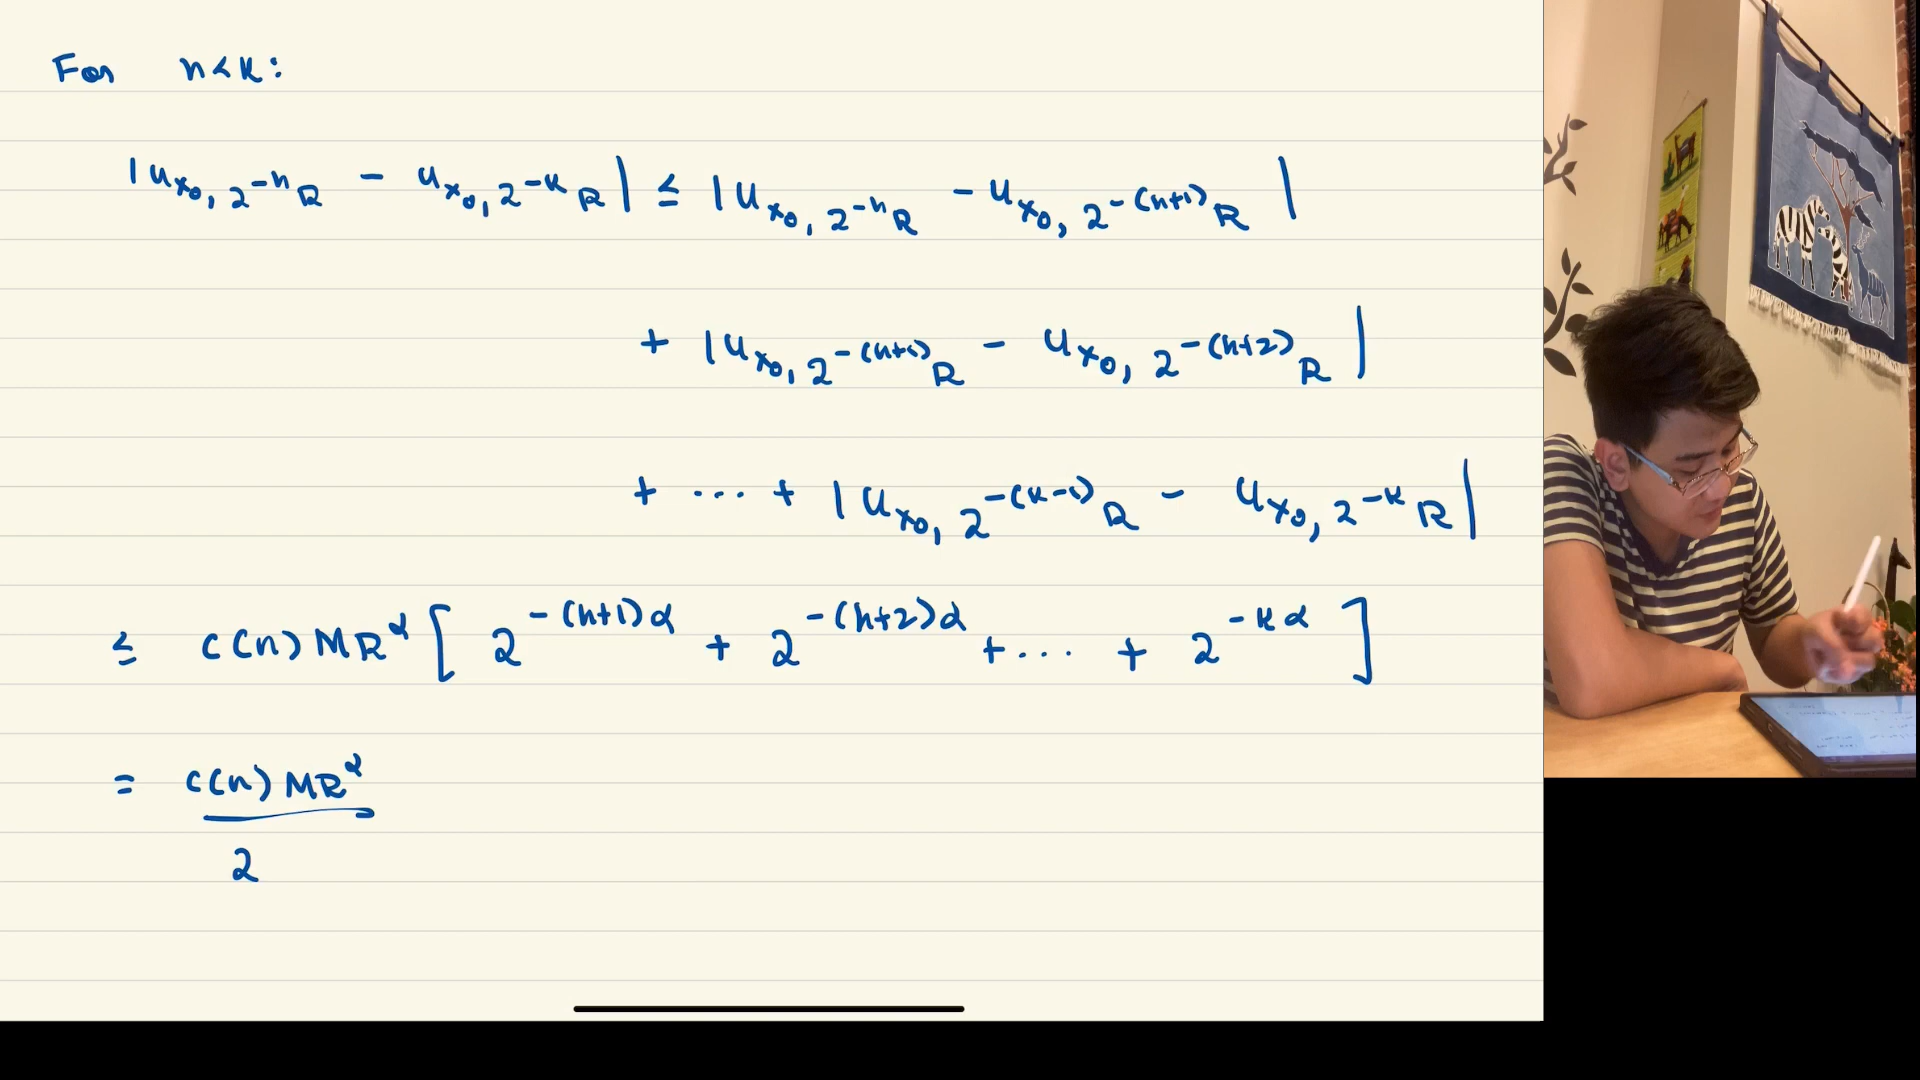 For h<k:
|u_{x_0, 2^{-h}R} - u_{x_0, 2^{-k}R}| ≤ |u_{x_0, 2^{-h}R} - u_{x_0, 2^{-(h+1)}R}|
+ |u_{x_0, 2^{-(h+1)}R} - u_{x_0, 2^{-(h+2)}R}|
+ ... + |u_{x_0, 2^{-(k-1)}R} - u_{x_0, 2^{-k}R}|
≤ c(n) M R^α [ 2^{-(h+1)α} + 2^{-(h+2)α} + ... + 2^{-kα} ]
= c(n) M R^α
2